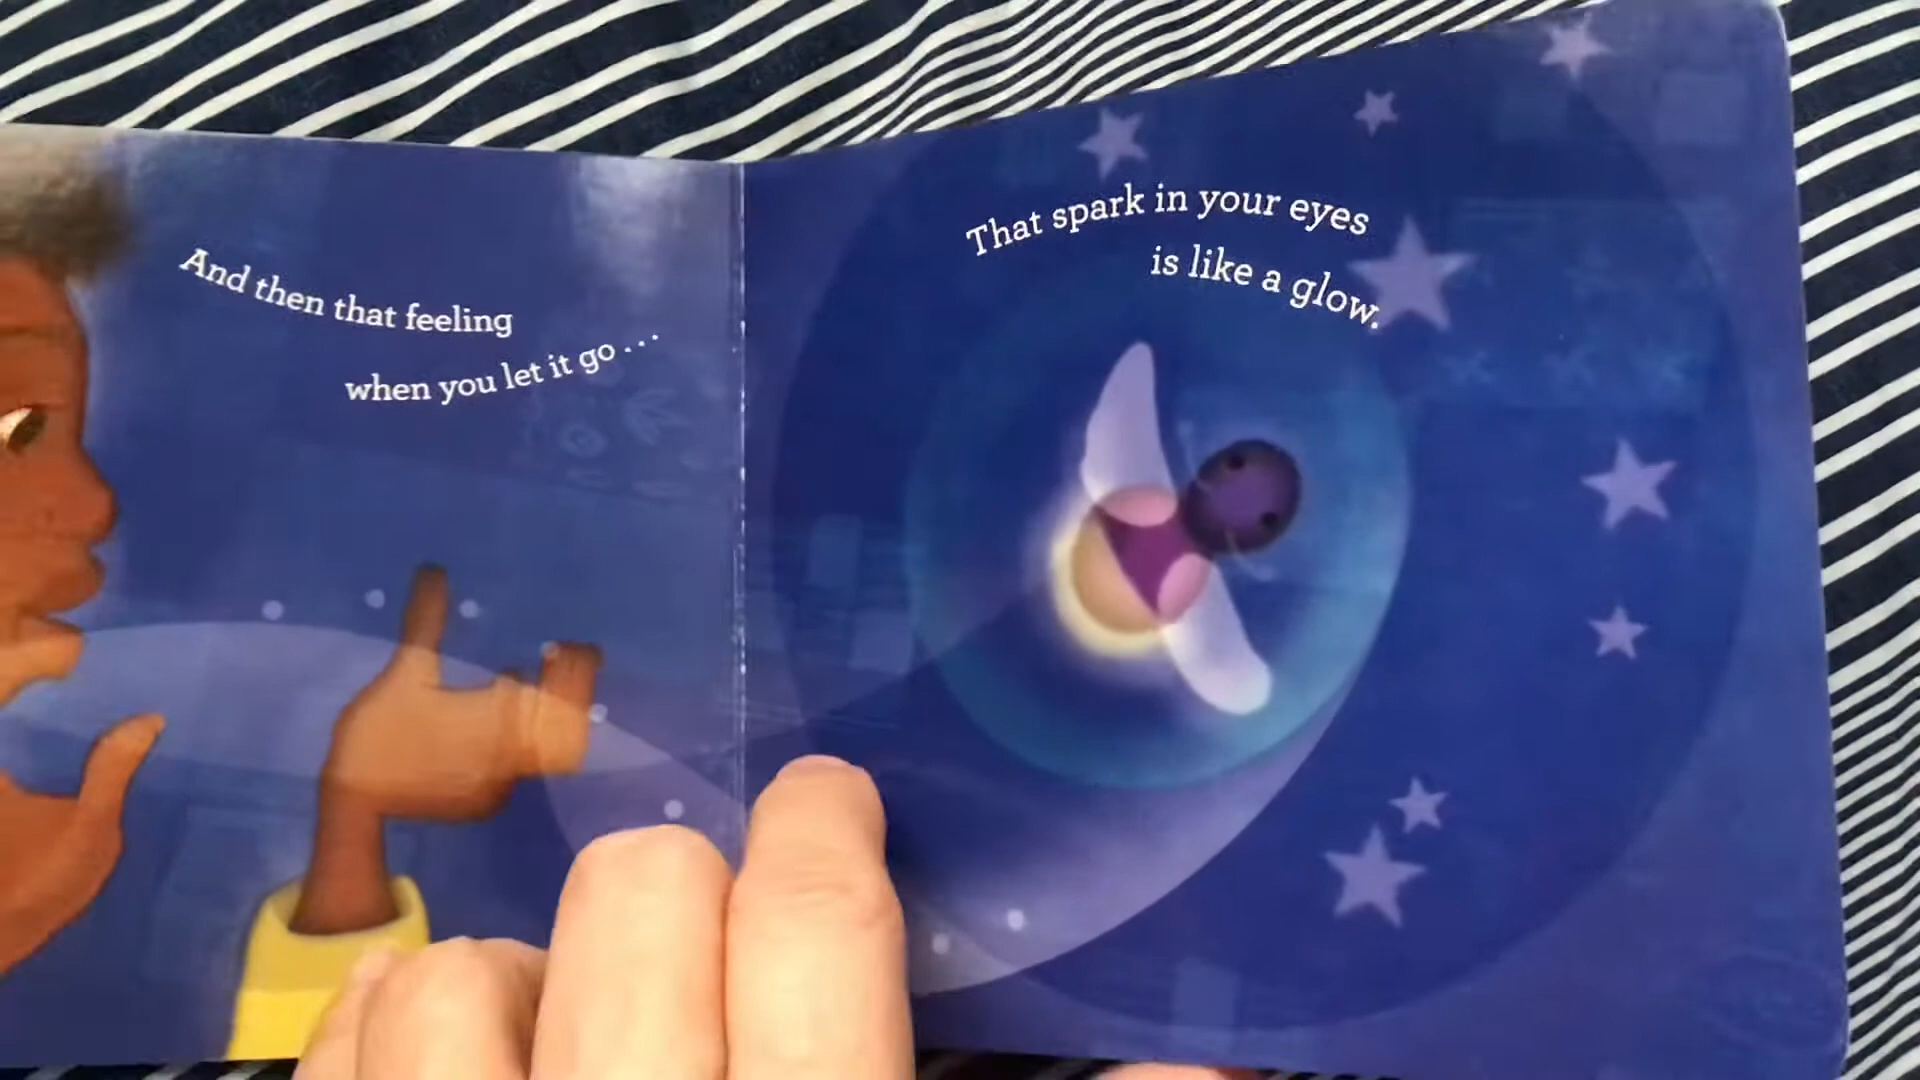 And then that feeling
when you let it go . . .
That spark in your eyes
is like a glow.